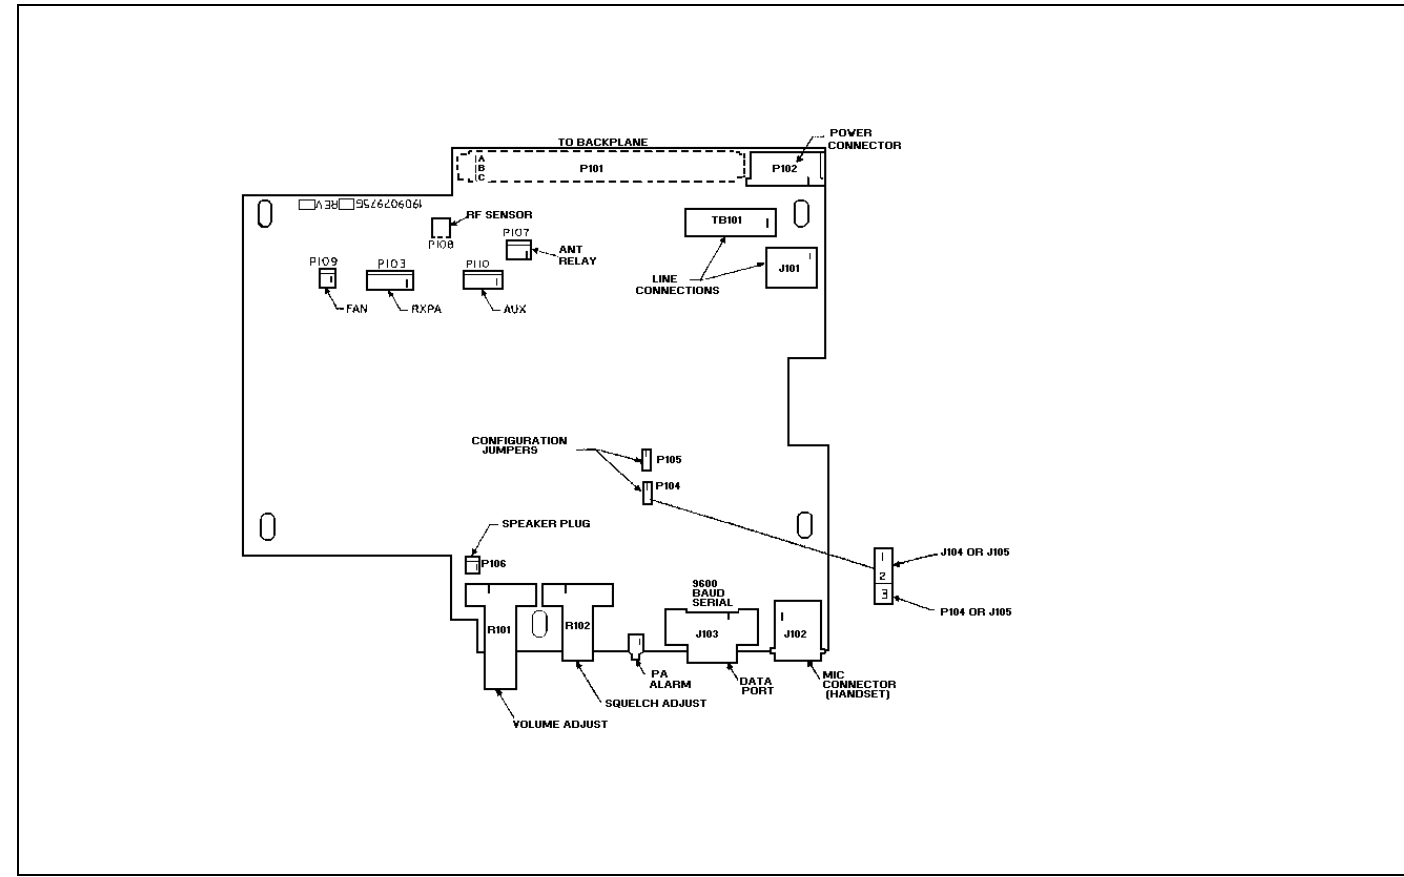 TO BACKPLANE
POWER
CONNECTOR
A
B
C
P101
P102
19D907975G REV
RF SENSOR
P108
P107
ANT
RELAY
TB101
J101
LINE
CONNECTIONS
P109
P103
P110
FAN
RXPA
AUX
CONFIGURATION
JUMPERS
P105
P104
SPEAKER PLUG
P106
1
2
3
J104 OR J105
P104 OR J105
9600
BAUD
SERIAL
R101
R102
J103
J102
PA
ALARM
DATA
PORT
MIC
CONNECTOR
(HANDSET)
SQUELCH ADJUST
VOLUME ADJUST